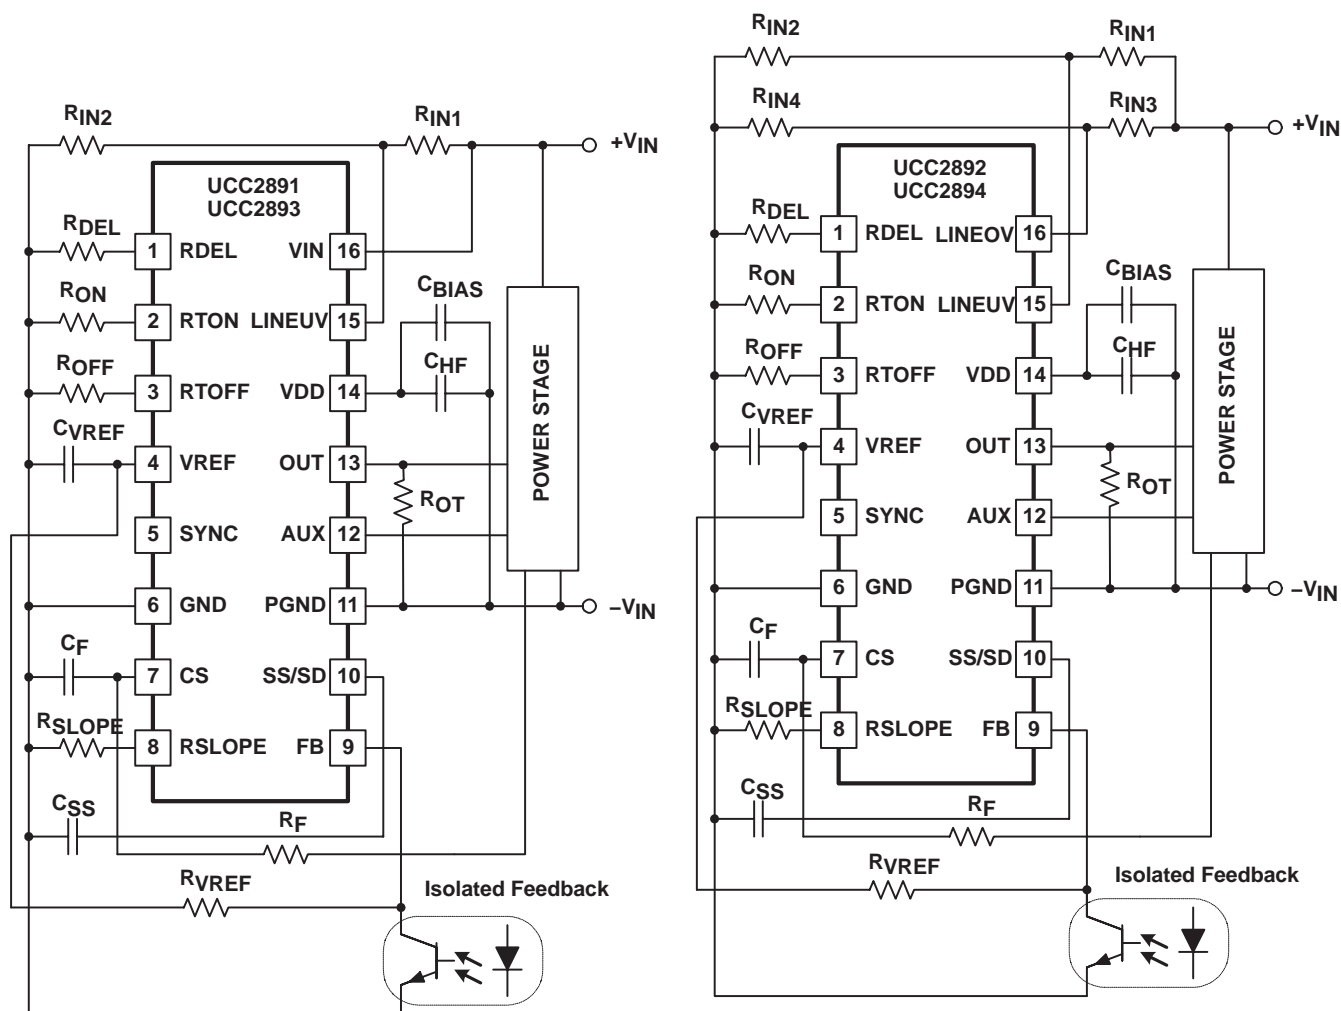 RIN2
RIN1
+VIN
UCC2891
UCC2893
RDEL
1 RDEL VIN 16
RON
CBIAS
2 RTON LINEUV 15
ROFF
CHF
3 RTOFF VDD 14
CVREF
4 VREF OUT 13
ROT
POWER STAGE
5 SYNC AUX 12
6 GND PGND 11
–VIN
CF
7 CS SS/SD 10
RSLOPE
8 RSLOPE FB 9
CSS
RF
RVREF
Isolated Feedback
RIN2
RIN1
RIN4
RIN3
+VIN
UCC2892
UCC2894
RDEL
1 RDEL LINEOV 16
RON
CBIAS
2 RTON LINEUV 15
ROFF
CHF
3 RTOFF VDD 14
CVREF
4 VREF OUT 13
ROT
POWER STAGE
5 SYNC AUX 12
6 GND PGND 11
–VIN
CF
7 CS SS/SD 10
RSLOPE
8 RSLOPE FB 9
CSS
RF
RVREF
Isolated Feedback